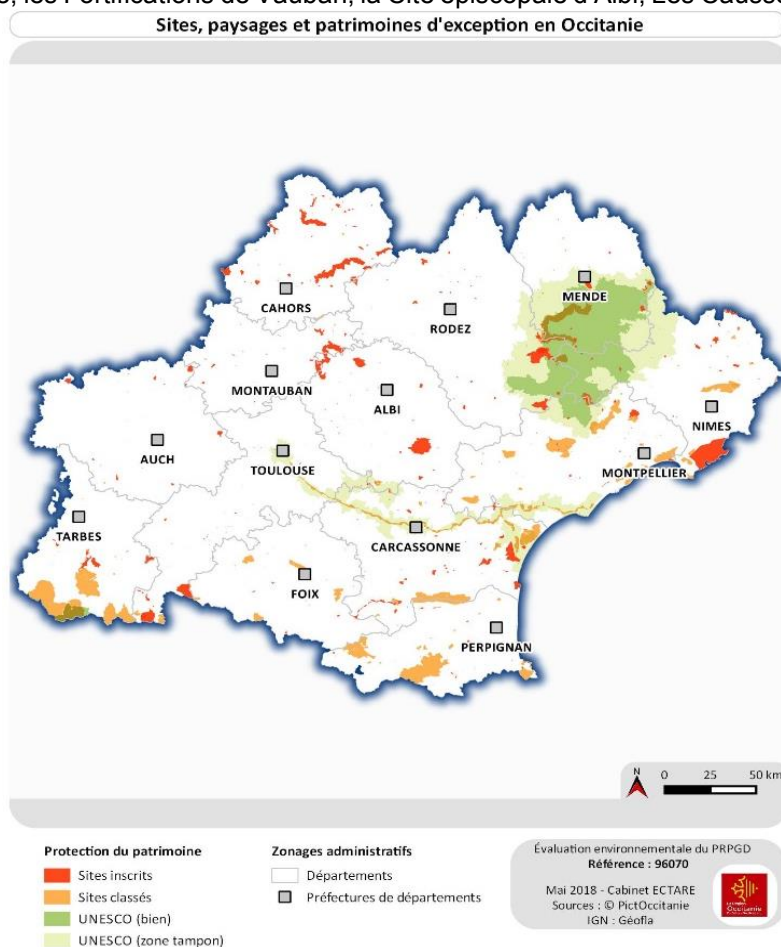 , les Fortifications de Vauban, la Cité épiscopale d'Albi, Les Causse
Sites, paysages et patrimoines d'exception en Occitanie
MENDE
CAHORS
RODEZ
MONTAUBAN
ALBI
NIMES
AUCH
TOULOUSE
MONTPELLIER
TARBES
CARCASSONNE
FOIX
PERPIGNAN
N
0 25 50 km
Protection du patrimoine
Sites inscrits
Sites classés
UNESCO (bien)
UNESCO (zone tampon)
Zonages administratifs
Départements
Préfectures de départements
Évaluation environnementale du PRPGD
Référence : 96070
Mai 2018 - Cabinet ECTARE
Sources : © PictOccitanie
IGN : Géofla
Occitanie